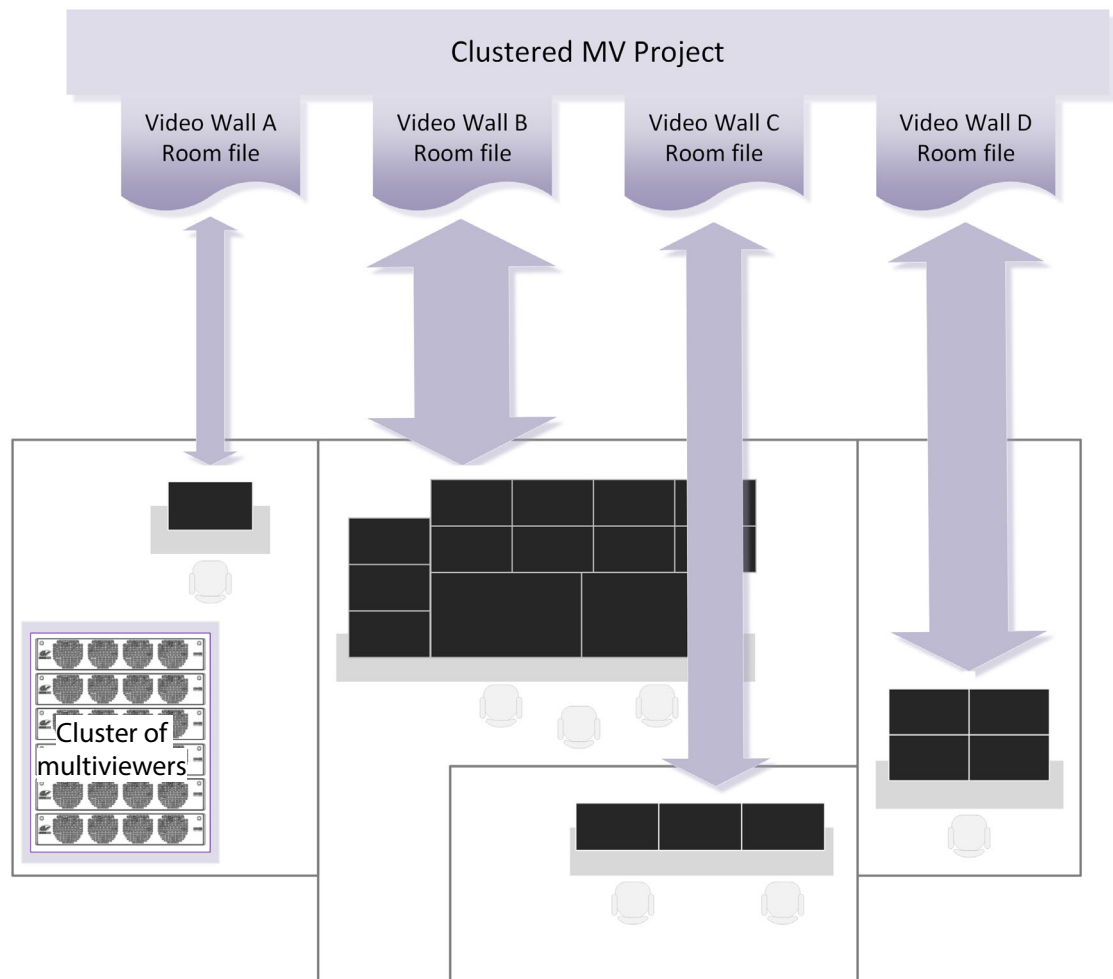 Clustered MV Project
Video Wall A
Room file
Video Wall B
Room file
Video Wall C
Room file
Video Wall D
Room file
Cluster of
multiviewers